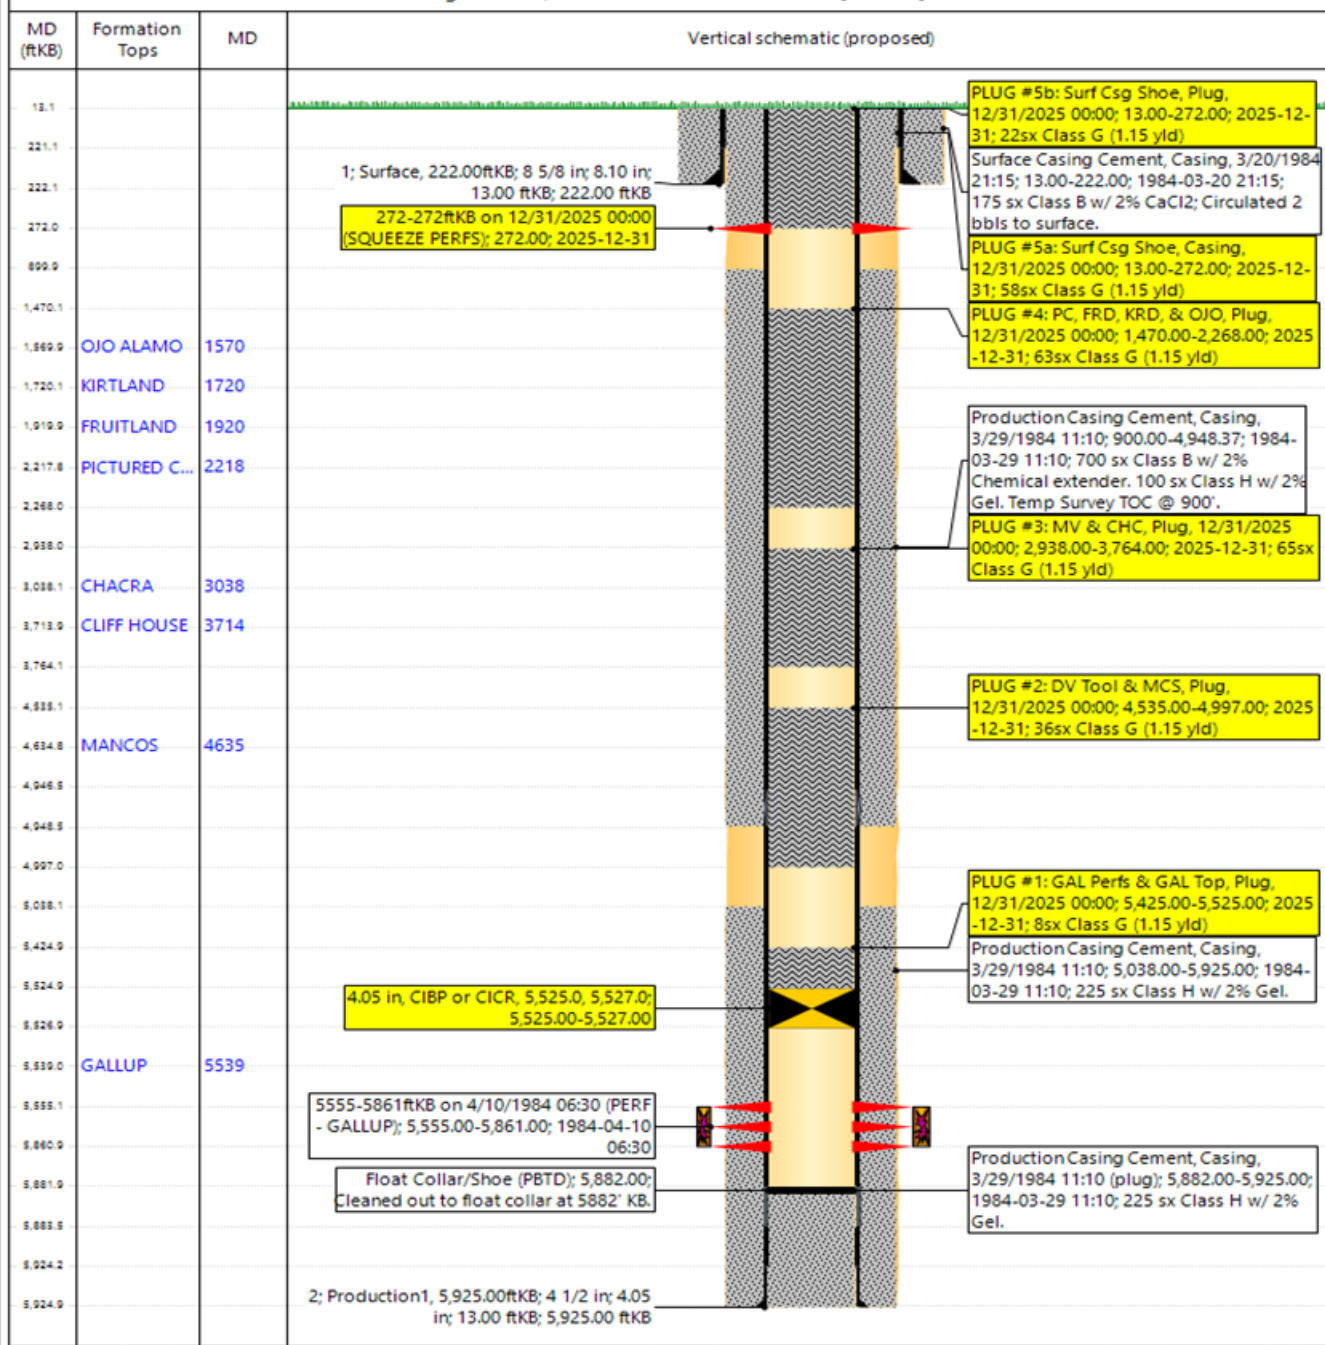 MD
(ftKB)
Formation
Tops
MD
Vertical schematic (proposed)
13.1
221.1
222.1
272.0
899.9
1,470.1
1,569.9
1,720.1
1,919.9
2,217.8
2,268.0
2,938.0
3,038.1
3,713.9
3,764.1
4,535.1
4,634.8
4,946.5
4,948.5
4,997.0
5,038.1
5,424.9
5,524.9
5,526.9
5,539.0
5,555.1
5,860.9
5,881.9
5,883.5
5,924.2
5,924.9
OJO ALAMO 1570
KIRTLAND 1720
FRUITLAND 1920
PICTURED C... 2218
CHACRA 3038
CLIFF HOUSE 3714
MANCOS 4635
GALLUP 5539
1; Surface, 222.00ftKB; 8 5/8 in; 8.10 in;
13.00 ftKB; 222.00 ftKB
272-272ftKB on 12/31/2025 00:00
(SQUEEZE PERFS); 272.00; 2025-12-31
4.05 in, CIBP or CICR, 5,525.0, 5,527.0;
5,525.00-5,527.00
5555-5861ftKB on 4/10/1984 06:30 (PERF
- GALLUP); 5,555.00-5,861.00; 1984-04-10
06:30
Float Collar/Shoe (PBTD); 5,882.00;
Cleaned out to float collar at 5882' KB.
2; Production1, 5,925.00ftKB; 4 1/2 in; 4.05
in; 13.00 ftKB; 5,925.00 ftKB
PLUG #5b: Surf Csg Shoe, Plug,
12/31/2025 00:00; 13.00-272.00; 2025-12-
31; 22sx Class G (1.15 yld)
Surface Casing Cement, Casing, 3/20/1984
21:15; 13.00-222.00; 1984-03-20 21:15;
175 sx Class B w/ 2% CaCl2; Circulated 2
bbls to surface.
PLUG #5a: Surf Csg Shoe, Casing,
12/31/2025 00:00; 13.00-272.00; 2025-12-
31; 58sx Class G (1.15 yld)
PLUG #4: PC, FRD, KRD, & OJO, Plug,
12/31/2025 00:00; 1,470.00-2,268.00; 2025
-12-31; 63sx Class G (1.15 yld)
Production Casing Cement, Casing,
3/29/1984 11:10; 900.00-4,948.37; 1984-
03-29 11:10; 700 sx Class B w/ 2%
Chemical extender. 100 sx Class H w/ 2%
Gel. Temp Survey TOC @ 900'.
PLUG #3: MV & CHC, Plug, 12/31/2025
00:00; 2,938.00-3,764.00; 2025-12-31; 65sx
Class G (1.15 yld)
PLUG #2: DV Tool & MCS, Plug,
12/31/2025 00:00; 4,535.00-4,997.00; 2025
-12-31; 36sx Class G (1.15 yld)
PLUG #1: GAL Perfs & GAL Top, Plug,
12/31/2025 00:00; 5,425.00-5,525.00; 2025
-12-31; 8sx Class G (1.15 yld)
Production Casing Cement, Casing,
3/29/1984 11:10; 5,038.00-5,925.00; 1984-
03-29 11:10; 225 sx Class H w/ 2% Gel.
Production Casing Cement, Casing,
3/29/1984 11:10 (plug); 5,882.00-5,925.00;
1984-03-29 11:10; 225 sx Class H w/ 2%
Gel.